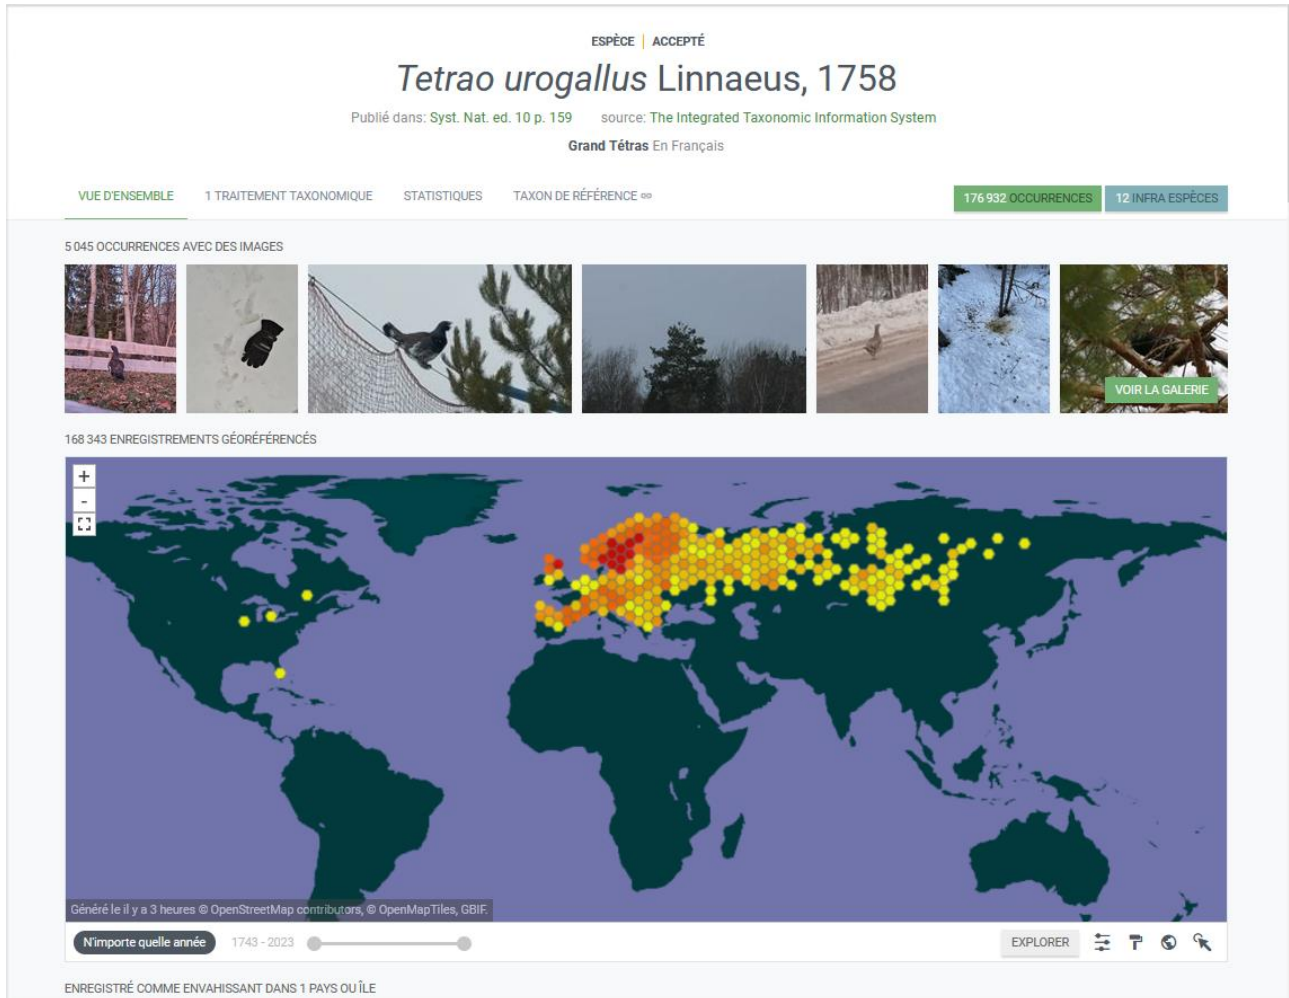 ESPÈCE | ACCEPTÉ
Tetrao urogallus Linnaeus, 1758
Publié dans: Syst. Nat. ed. 10 p. 159 source: The Integrated Taxonomic Information System
Grand Tétras En Français
VUE D'ENSEMBLE 1 TRAITEMENT TAXONOMIQUE STATISTIQUES TAXON DE RÉFÉRENCE 176 932 OCCURRENCES 12 INFRA ESPÈCES
5 045 OCCURRENCES AVEC DES IMAGES
VOIR LA GALERIE
168 343 ENREGISTREMENTS GÉORÉFÉRENCÉS
+
-
Généré le il y a 3 heures © OpenStreetMap contributors, © OpenMapTiles, GBIF.
N'importe quelle année 1743 - 2023 EXPLORER
ENREGISTRÉ COMME ENVAHISSANT DANS 1 PAYS OU ÎLE